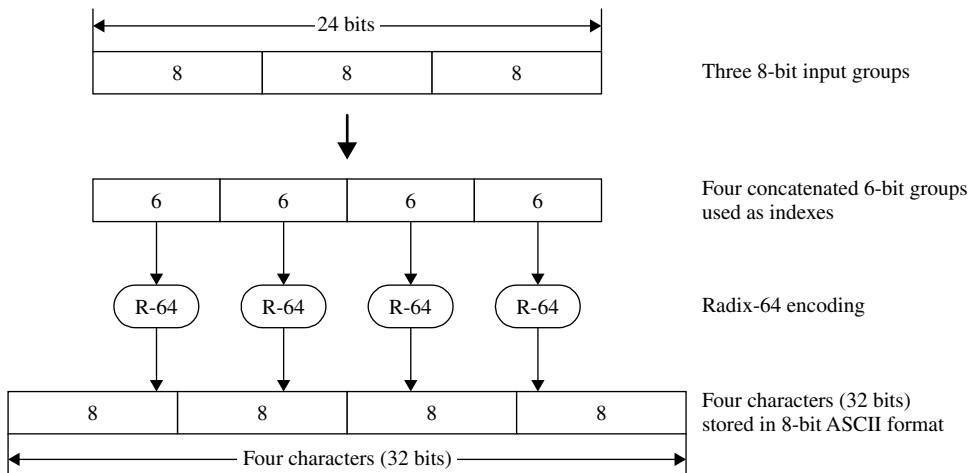 24 bits
8 8 8
Three 8-bit input groups
6 6 6 6
Four concatenated 6-bit groups
used as indexes
R-64 R-64 R-64 R-64
Radix-64 encoding
8 8 8 8
Four characters (32 bits)
stored in 8-bit ASCII format
Four characters (32 bits)